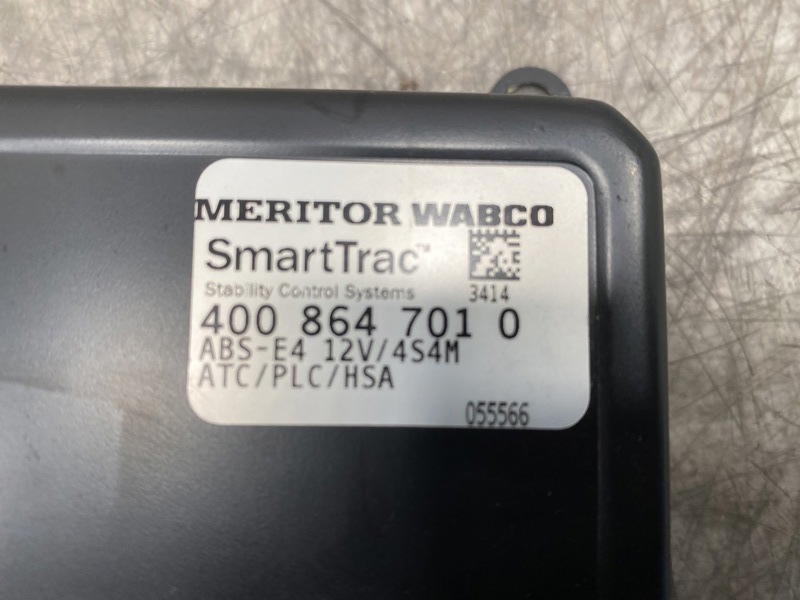 MERITOR WABCO
SmartTrac™
Stability Control Systems
3414
400 864 701 0
ABS-E4 12V/4S4M
ATC/PLC/HSA
055566